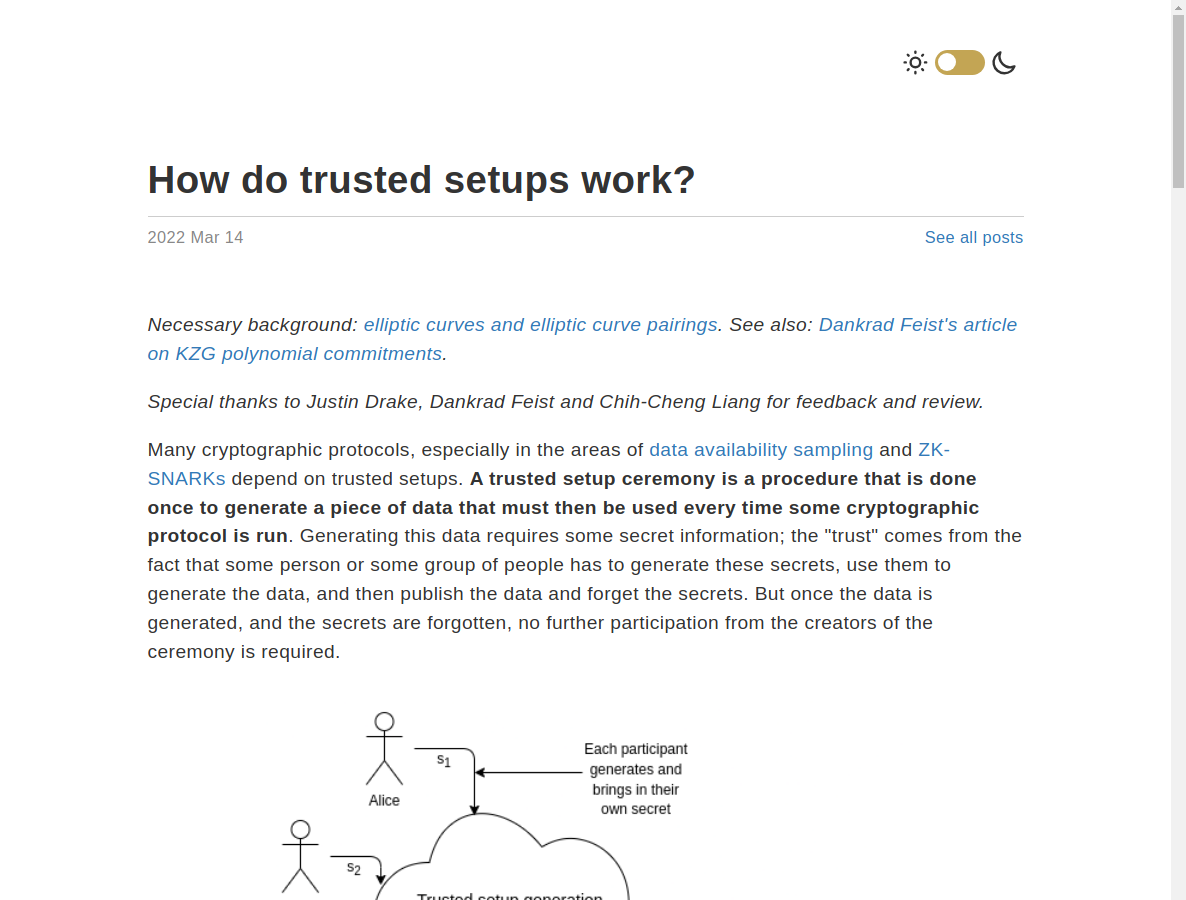 How do trusted setups work?
2022 Mar 14
See all posts
Necessary background: elliptic curves and elliptic curve pairings. See also: Dankrad Feist's article
on KZG polynomial commitments.
Special thanks to Justin Drake, Dankrad Feist and Chih-Cheng Liang for feedback and review.
Many cryptographic protocols, especially in the areas of data availability sampling and ZK-
SNARKs depend on trusted setups. A trusted setup ceremony is a procedure that is done
once to generate a piece of data that must then be used every time some cryptographic
protocol is run. Generating this data requires some secret information; the "trust" comes from the
fact that some person or some group of people has to generate these secrets, use them to
generate the data, and then publish the data and forget the secrets. But once the data is
generated, and the secrets are forgotten, no further participation from the creators of the
ceremony is required.
s1
Each participant
generates and
brings in their
own secret
Alice
s2
Trusted setup generation